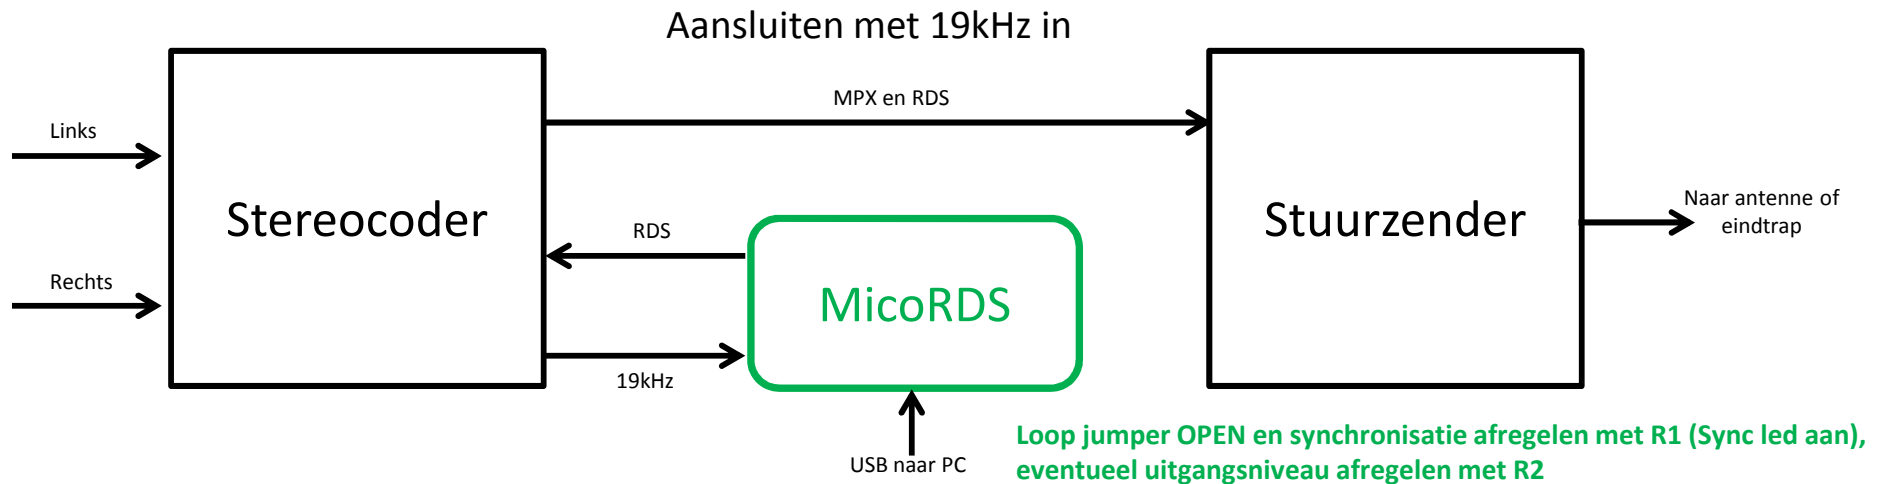 Aansluiten met 19kHz in
MPX en RDS
Links
Rechts
Stereocoder
RDS
19kHz
MicoRDS
USB naar PC
Stuurzender
Naar antenne of
eindtrap
Loop jumper OPEN en synchronisatie afregelen met R1 (Sync led aan),
eventueel uitgangsniveau afregelen met R2